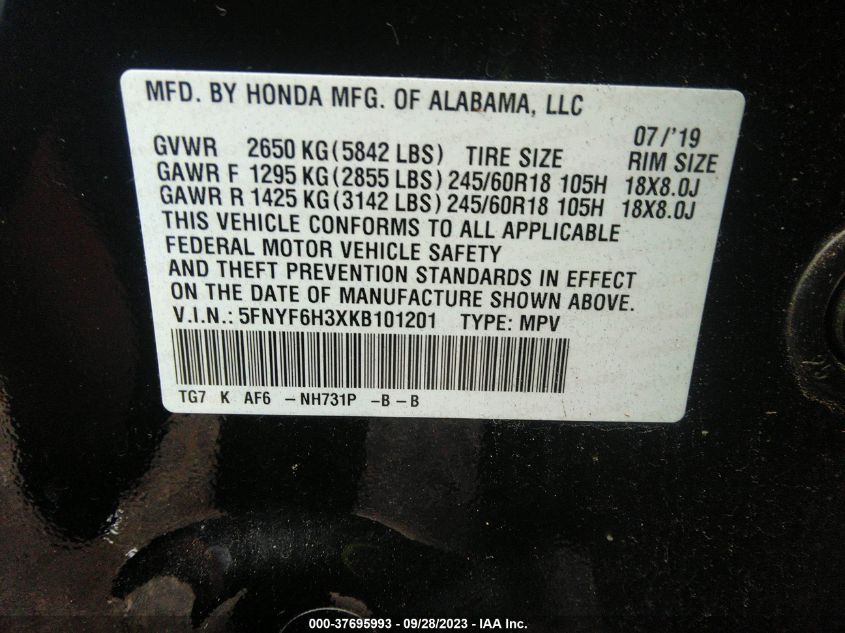 MFD. BY HONDA MFG. OF ALABAMA, LLC
07/'19
GVWR 2650 KG(5842 LBS) TIRE SIZE RIM SIZE
GAWR F 1295 KG(2855 LBS) 245/60R18 105H 18X8.0J
GAWR R 1425 KG(3142 LBS) 245/60R18 105H 18X8.0J
THIS VEHICLE CONFORMS TO ALL APPLICABLE
FEDERAL MOTOR VEHICLE SAFETY
AND THEFT PREVENTION STANDARDS IN EFFECT
ON THE DATE OF MANUFACTURE SHOWN ABOVE.
V.I.N.: 5FNYF6H3XKB101201 TYPE: MPV
TG7 K AF6 -NH731P -B-B
000-37695993 - 09/28/2023 - IAA Inc.